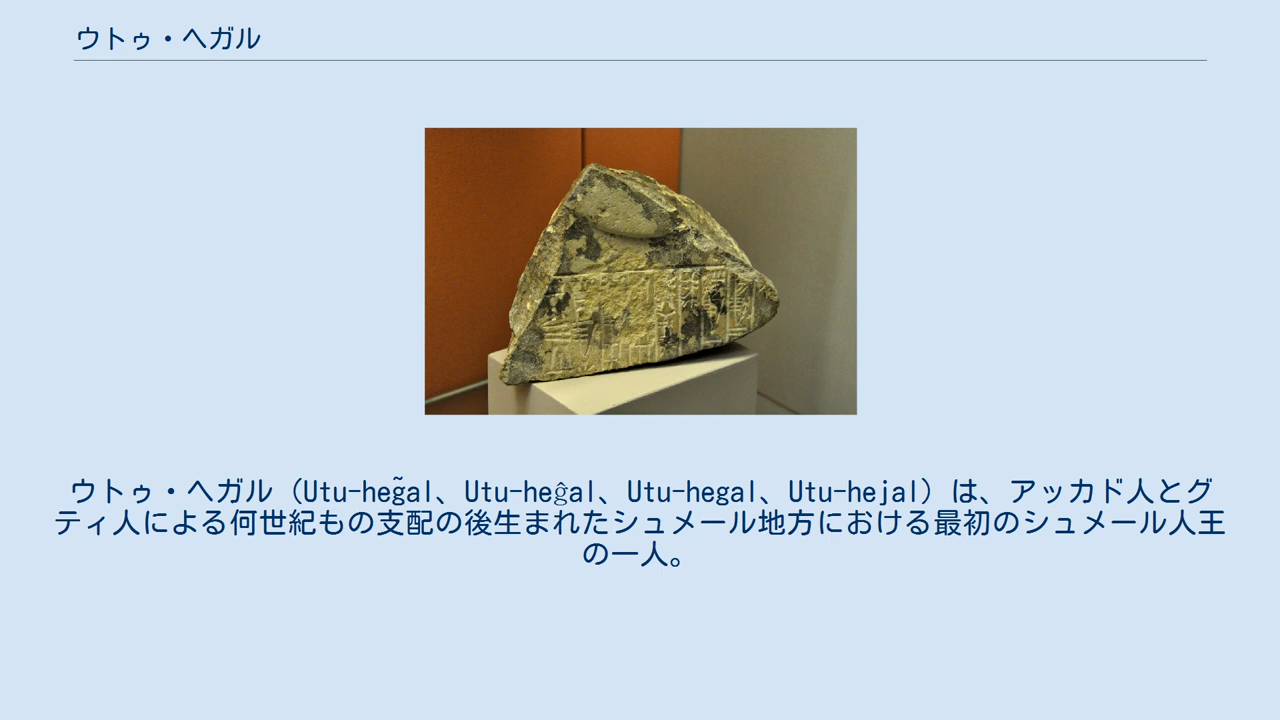 ウトゥ・ヘガル
ウトゥ・ヘガル（Utu-heg̃al、Utu-heĝal、Utu-hegal、Utu-hejal）は、アッカド人とグ
ティ人による何世紀もの支配の後生まれたシュメール地方における最初のシュメール人王
の一人。